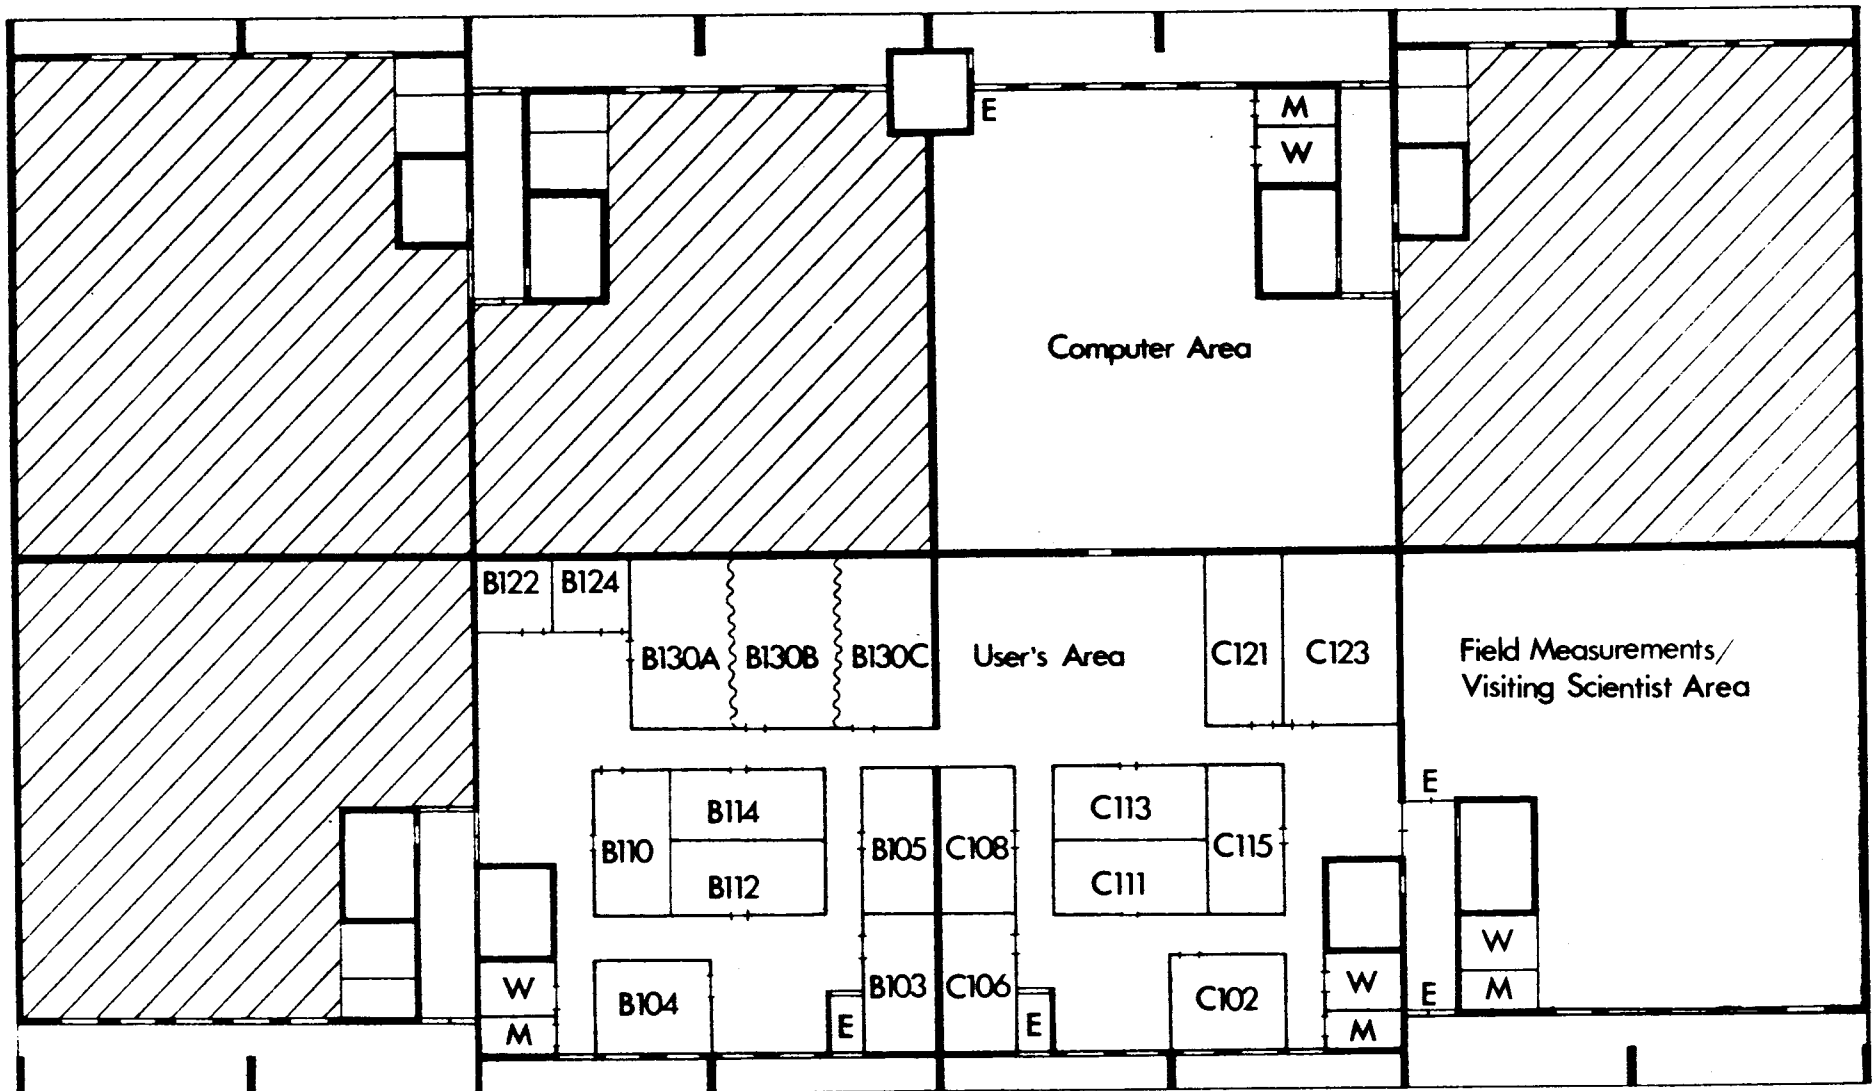 E
M
W
Computer Area
B122
B124
B130A
B130B
B130C
User's Area
C121
C123
Field Measurements/
Visiting Scientist Area
E
B110
B114
B112
B105
C108
C113
C111
C115
W
M
B104
E
B103
C106
E
C102
W
M
E
W
M